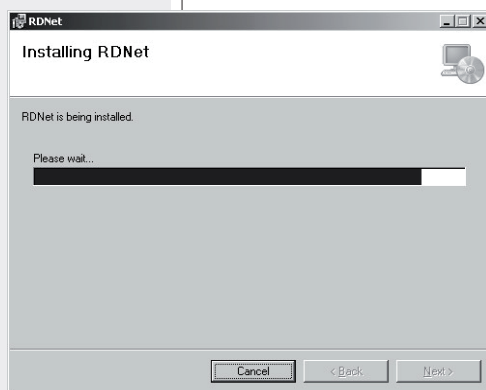 RDNet
Installing RDNet
RDNet is being installed.
Please wait...
Cancel
< Back
Next >